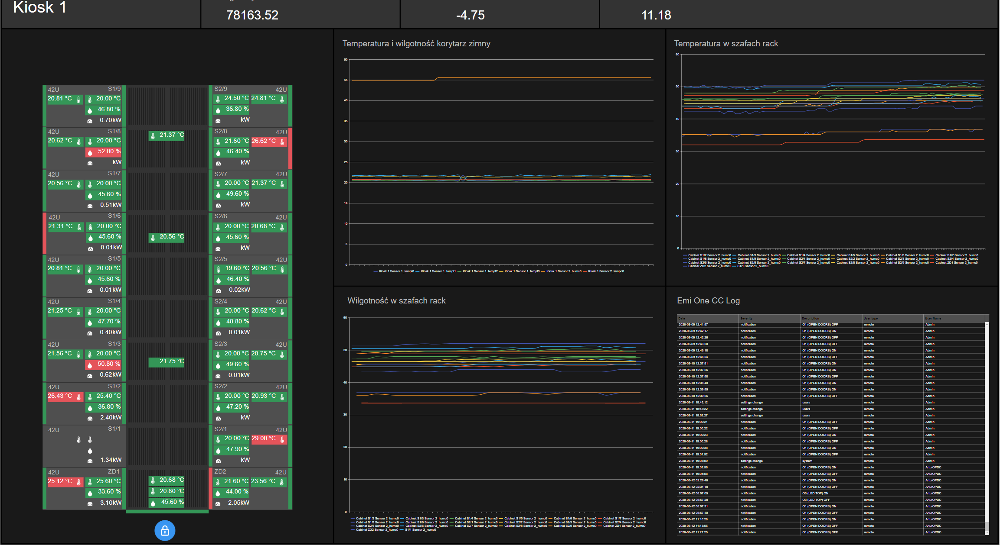 Kiosk 1
78163.52
-4.75
11.18
42U S1/9
20.81 °C 20.00 °C
46.80 %
0.70kW
S2/9 42U
24.50 °C 24.81 °C
36.80 %
kW
42U S1/8
20.62 °C 20.00 °C
52.00 %
kW
21.37 °C
S2/8 42U
21.60 °C 26.62 °C
46.40 %
kW
42U S1/7
20.56 °C 20.00 °C
45.60 %
0.51kW
S2/7 42U
20.00 °C 21.37 °C
49.60 %
kW
42U S1/6
21.31 °C 20.00 °C
45.60 %
0.01kW
20.56 °C
S2/6 42U
20.00 °C 20.68 °C
45.60 %
kW
42U S1/5
20.81 °C 20.00 °C
45.60 %
0.01kW
S2/5 42U
19.60 °C 20.56 °C
46.40 %
0.02kW
42U S1/4
21.25 °C 20.00 °C
47.70 %
0.40kW
S2/4 42U
20.00 °C 20.62 °C
48.80 %
0.01kW
42U S1/3
21.56 °C 20.00 °C
50.80 %
0.62kW
21.75 °C
S2/3 42U
20.00 °C 20.75 °C
49.60 %
0.01kW
42U S1/2
26.43 °C 25.40 °C
36.80 %
2.40kW
S2/2 42U
20.00 °C 20.93 °C
47.20 %
kW
42U S1/1
1.34kW
S2/1 42U
20.00 °C 29.00 °C
47.90 %
kW
42U ZD1
25.12 °C 25.60 °C
33.60 %
3.10kW
20.68 °C
20.80 °C
45.60 %
ZD2 42U
21.60 °C 23.56 °C
44.00 %
2.05kW
Temperatura i wilgotność korytarz zimny
50
45
40
35
30
25
20
15
10
5
0
Kiosk 1 Sensor 1_tempt0 Kiosk 1 Sensor 1_tempt1 Kiosk 1 Sensor 1_tempt2 Kiosk 1 Sensor 1_tempt3 Kiosk 1 Sensor 2_humc0 Kiosk 1 Sensor 2_tempc0
Temperatura w szafach rack
60
50
40
30
20
10
0
Cabinet S1/2 Sensor 2_humc0 Cabinet S1/3 Sensor 2_humc0 Cabinet S1/4 Sensor 2_humc0 Cabinet S1/5 Sensor 2_humc0 Cabinet S1/6 Sensor 2_humc0 Cabinet S1/7 Sensor 2_humc0
Cabinet S1/8 Sensor 2_humc0 Cabinet S1/9 Sensor 2_humc0 Cabinet S2/1 Sensor 2_humc0 Cabinet S2/2 Sensor 2_humc0 Cabinet S2/3 Sensor 2_humc0 Cabinet S2/4 Sensor 2_humc0
Cabinet S2/5 Sensor 2_humc0 Cabinet S2/6 Sensor 2_humc0 Cabinet S2/7 Sensor 2_humc0 Cabinet S2/8 Sensor 2_humc0 Cabinet S2/9 Sensor 2_humc0 Cabinet ZD1 Sensor 2_humc0
Cabinet ZD2 Sensor 2_humc0 S1/1 Sensor 2_humc0
Wilgotność w szafach rack
60
50
40
30
20
10
0
Cabinet S1/2 Sensor 2_humc0 Cabinet S1/3 Sensor 2_humc0 Cabinet S1/4 Sensor 2_humc0 Cabinet S1/5 Sensor 2_humc0 Cabinet S1/6 Sensor 2_humc0 Cabinet S1/7 Sensor 2_humc0
Cabinet S1/8 Sensor 2_humc0 Cabinet S1/9 Sensor 2_humc0 Cabinet S2/1 Sensor 2_humc0 Cabinet S2/2 Sensor 2_humc0 Cabinet S2/3 Sensor 2_humc0 Cabinet S2/4 Sensor 2_humc0
Cabinet S2/5 Sensor 2_humc0 Cabinet S2/6 Sensor 2_humc0 Cabinet S2/7 Sensor 2_humc0 Cabinet S2/8 Sensor 2_humc0 Cabinet S2/9 Sensor 2_humc0 Cabinet ZD1 Sensor 2_humc0
Cabinet ZD2 Sensor 2_humc0 S1/1 Sensor 2_humc0
Emi One CC Log
Date Severity Description User type User Name
2020-03-09 12:41:57 notification O1 (OPEN DOORS) OFF remote Admin
2020-03-09 12:42:17 notification O1 (OPEN DOORS) ON remote Admin
2020-03-09 12:42:26 notification O1 (OPEN DOORS) OFF remote Admin
2020-03-09 12:43:50 notification O1 (OPEN DOORS) OFF remote Admin
2020-03-09 12:45:18 notification O1 (OPEN DOORS) ON remote Admin
2020-03-09 12:46:24 notification O1 (OPEN DOORS) OFF remote Admin
2020-03-10 12:37:51 notification O1 (OPEN DOORS) ON remote Admin
2020-03-10 12:37:56 notification O1 (OPEN DOORS) ON remote Admin
2020-03-10 12:37:58 notification O1 (OPEN DOORS) OFF remote Admin
2020-03-10 12:38:40 notification O1 (OPEN DOORS) ON remote Admin
2020-03-10 12:39:55 notification O1 (OPEN DOORS) ON remote Admin
2020-03-10 12:39:56 notification O1 (OPEN DOORS) OFF remote Admin
2020-03-11 18:45:12 settings change users remote Admin
2020-03-11 18:45:22 settings change users remote Admin
2020-03-11 18:52:27 settings change users remote Admin
2020-03-11 19:00:21 notification O1 (OPEN DOORS) OFF remote Admin
2020-03-11 19:00:22 notification O1 (OPEN DOORS) OFF remote Admin
2020-03-11 19:00:23 notification O1 (OPEN DOORS) ON remote Admin
2020-03-11 19:00:28 notification O1 (OPEN DOORS) OFF remote Admin
2020-03-11 19:00:38 notification O1 (OPEN DOORS) ON remote Admin
2020-03-11 19:01:52 notification O1 (OPEN DOORS) OFF remote Admin
2020-03-11 19:03:09 settings change system remote Admin
2020-03-11 19:03:56 notification O1 (OPEN DOORS) ON remote ArturOPDC
2020-03-11 19:04:08 notification O1 (OPEN DOORS) OFF remote ArturOPDC
2020-03-12 02:29:46 notification O1 (OPEN DOORS) ON remote ArturOPDC
2020-03-12 02:31:18 notification O1 (OPEN DOORS) OFF remote ArturOPDC
2020-03-12 08:57:05 notification O3 (LED TOP) ON remote ArturOPDC
2020-03-12 08:57:28 notification O3 (LED TOP) OFF remote ArturOPDC
2020-03-12 08:57:31 notification O1 (OPEN DOORS) ON remote ArturOPDC
2020-03-12 08:57:40 notification O1 (OPEN DOORS) OFF remote ArturOPDC
2020-03-12 11:10:26 notification O1 (OPEN DOORS) ON remote ArturOPDC
2020-03-12 11:13:05 notification O1 (OPEN DOORS) OFF remote ArturOPDC
2020-03-12 11:21:25 notification O1 (OPEN DOORS) OFF remote ArturOPDC